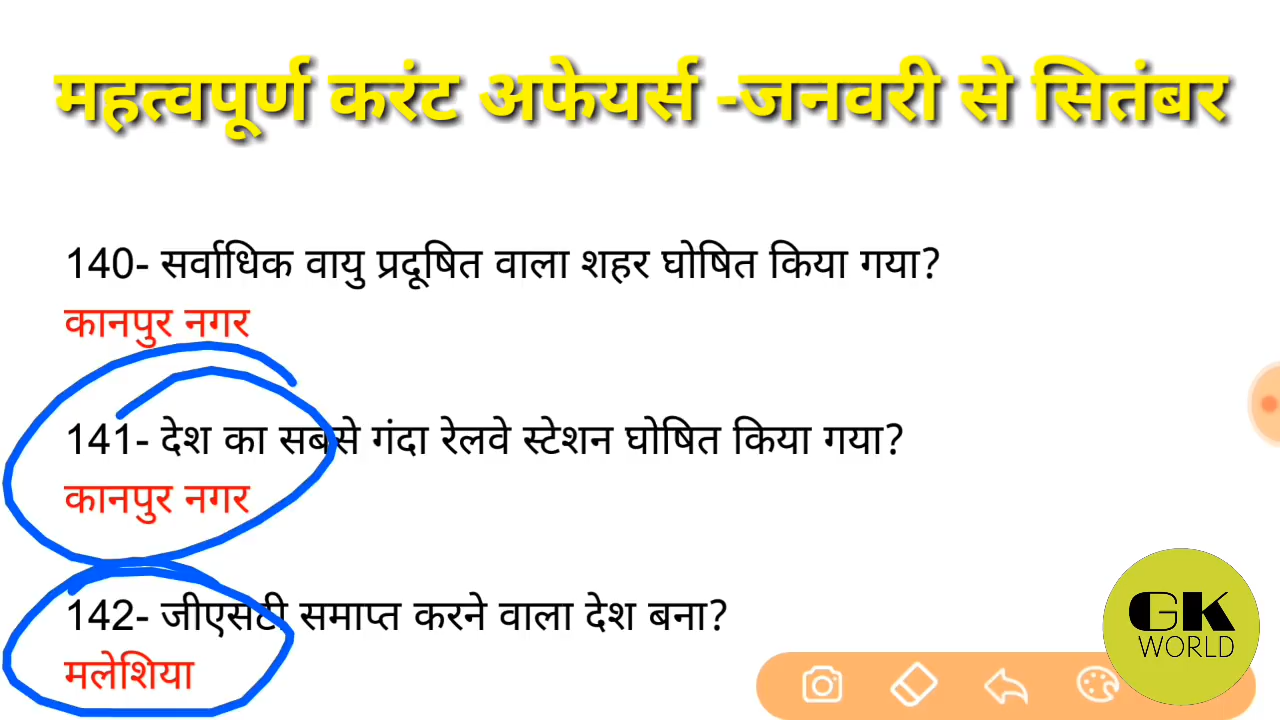 महत्वपूर्ण करंट अफेयर्स -जनवरी से सितंबर
140- सर्वाधिक वायु प्रदूषित वाला शहर घोषित किया गया?
कानपुर नगर
141- देश का सबसे गंदा रेलवे स्टेशन घोषित किया गया?
कानपुर नगर
142- जीएसटी समाप्त करने वाला देश बना?
मलेशिया
GK
WORLD